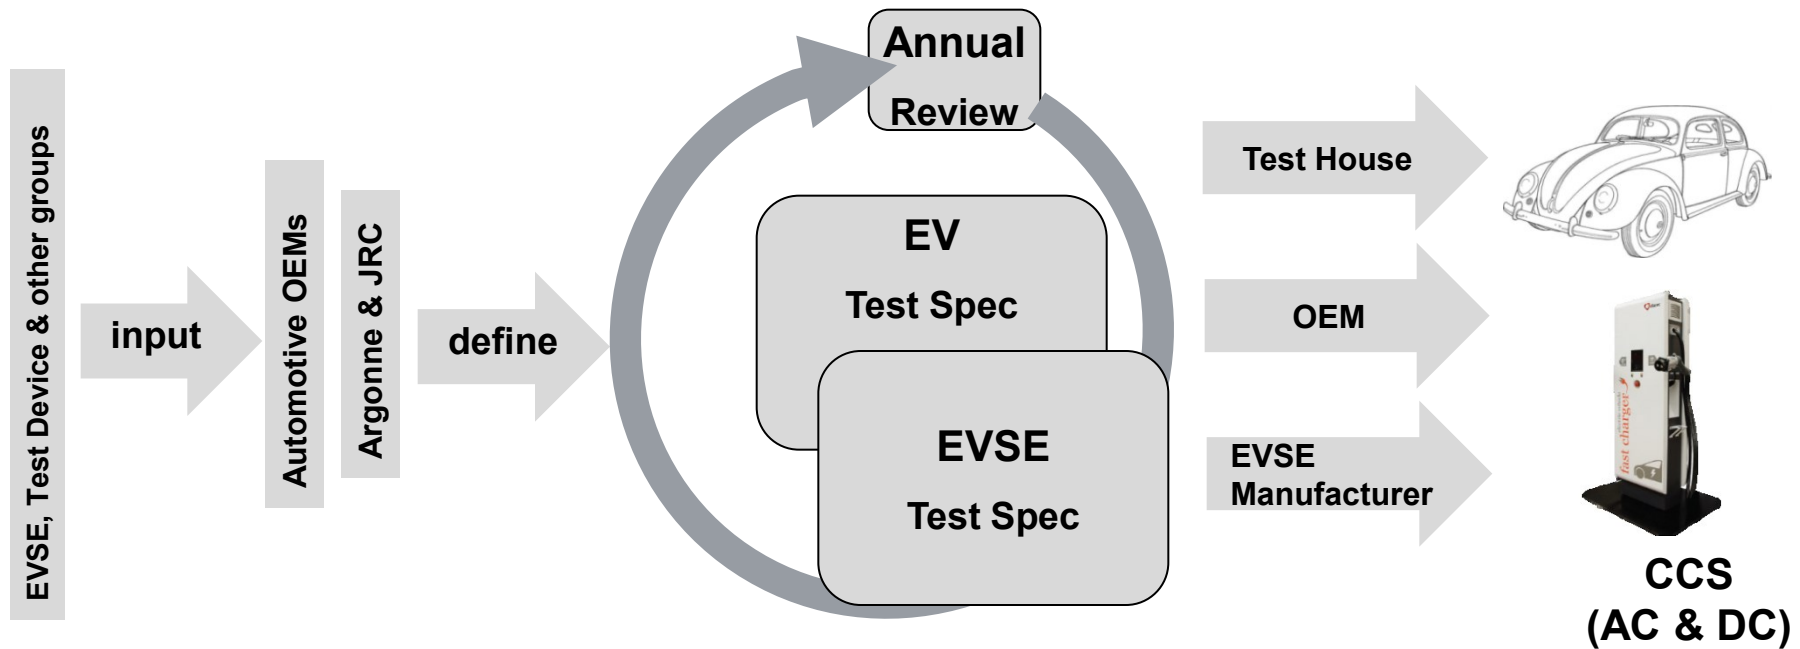 EVSE, Test Device & other groups
input
Automotive OEMs
Argonne & JRC
define
Annual
Review
EV
Test Spec
EVSE
Test Spec
Test House
OEM
EVSE
Manufacturer
fast charger
CCS
(AC & DC)